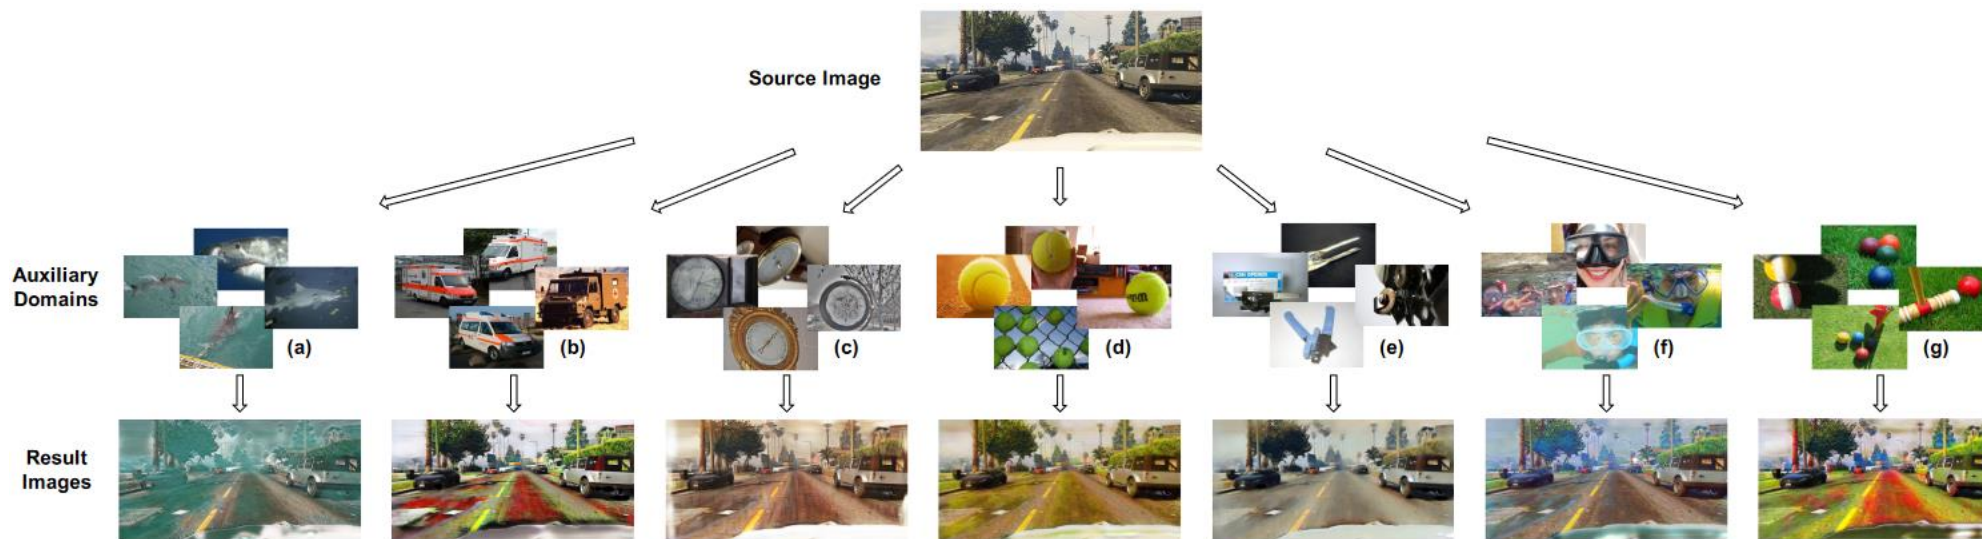 Source Image
Auxiliary
Domains
(a)
(b)
(c)
(d)
(e)
(f)
(g)
Result
Images